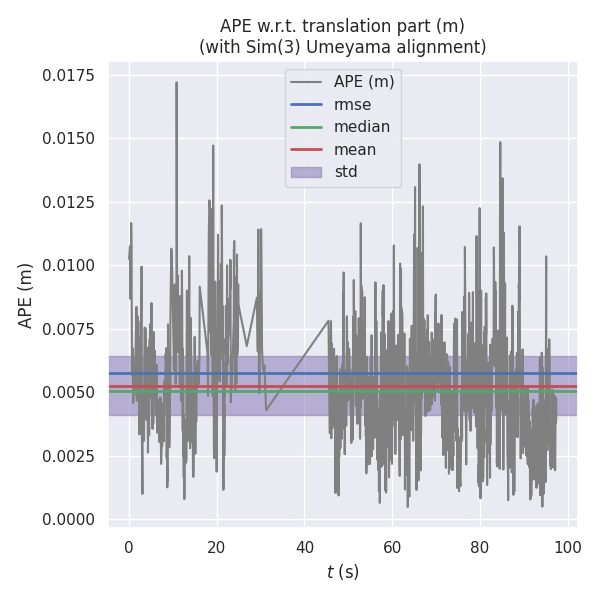 APE w.r.t. translation part (m)
(with Sim(3) Umeyama alignment)
APE (m)
rmse
median
mean
std
APE (m)
0.0175
0.0150
0.0125
0.0100
0.0075
0.0050
0.0025
0.0000
0 20 40 60 80 100
t (s)